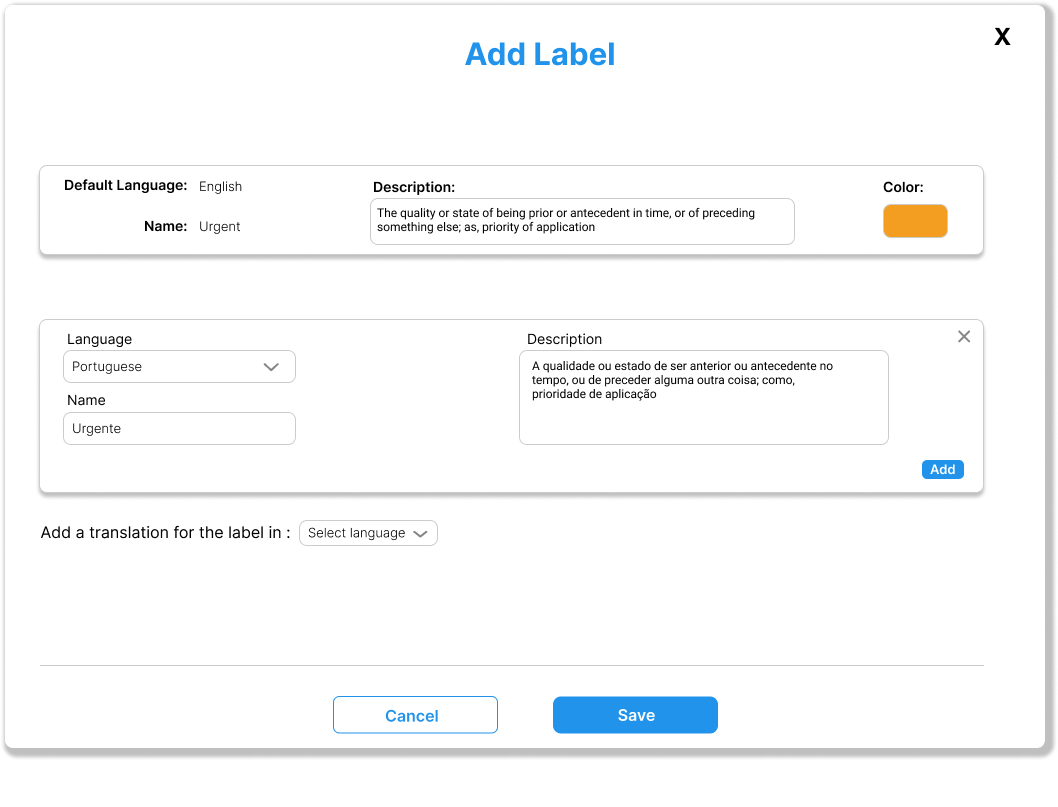 X
Add Label
Default Language: English
Name: Urgent
Description:
The quality or state of being prior or antecedent in time, or of preceding
something else; as, priority of application
Color:
Language
Portuguese
Name
Urgente
Description
A qualidade ou estado de ser anterior ou antecedente no
tempo, ou de preceder alguma outra coisa; como,
prioridade de aplicação
Add
Add a translation for the label in : Select language
Cancel
Save